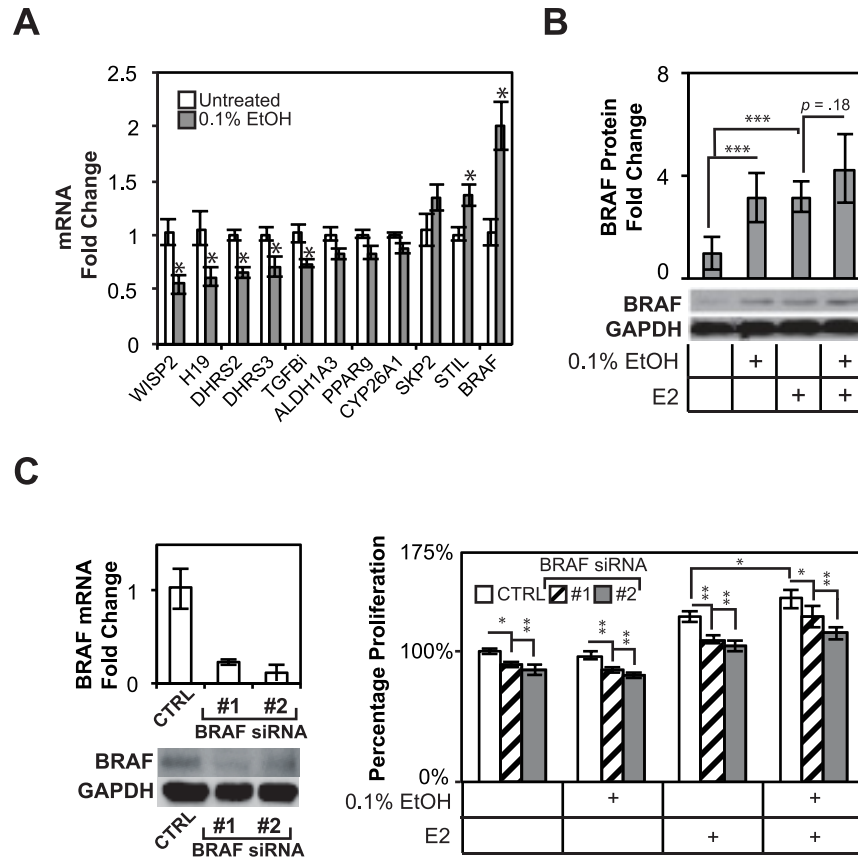 A
mRNA
Fold Change
2.5
2
1.5
1
0.5
0
Untreated
0.1% EtOH
*
*
*
*
*
*
*
WISP2
H19
DHRS2
DHRS3
TGFBi
ALDH1A3
PPARg
CYP26A1
SKP2
STIL
BRAF
B
BRAF Protein
Fold Change
8
4
0
***
***
p = .18
BRAF
GAPDH
0.1% EtOH + +
E2 + +
C
BRAF mRNA
Fold Change
1
0
CTRL #1 #2
BRAF siRNA
BRAF
GAPDH
CTRL #1 #2
BRAF siRNA
Percentage Proliferation
175%
100%
0%
BRAF siRNA
CTRL #1 #2
* **
** **
** **
*
* **
0.1% EtOH + +
E2 + +